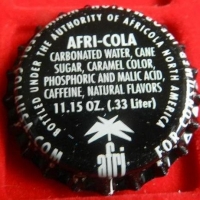 BOTTLED UNDER THE AUTHORITY OF AFRICOLA NORTH AMERICA
AFRI-COLA
CARBONATED WATER, CANE
SUGAR, CARAMEL COLOR,
PHOSPHORIC AND MALIC ACID,
CAFFEINE, NATURAL FLAVORS
11.15 OZ. (.33 Liter)
afri